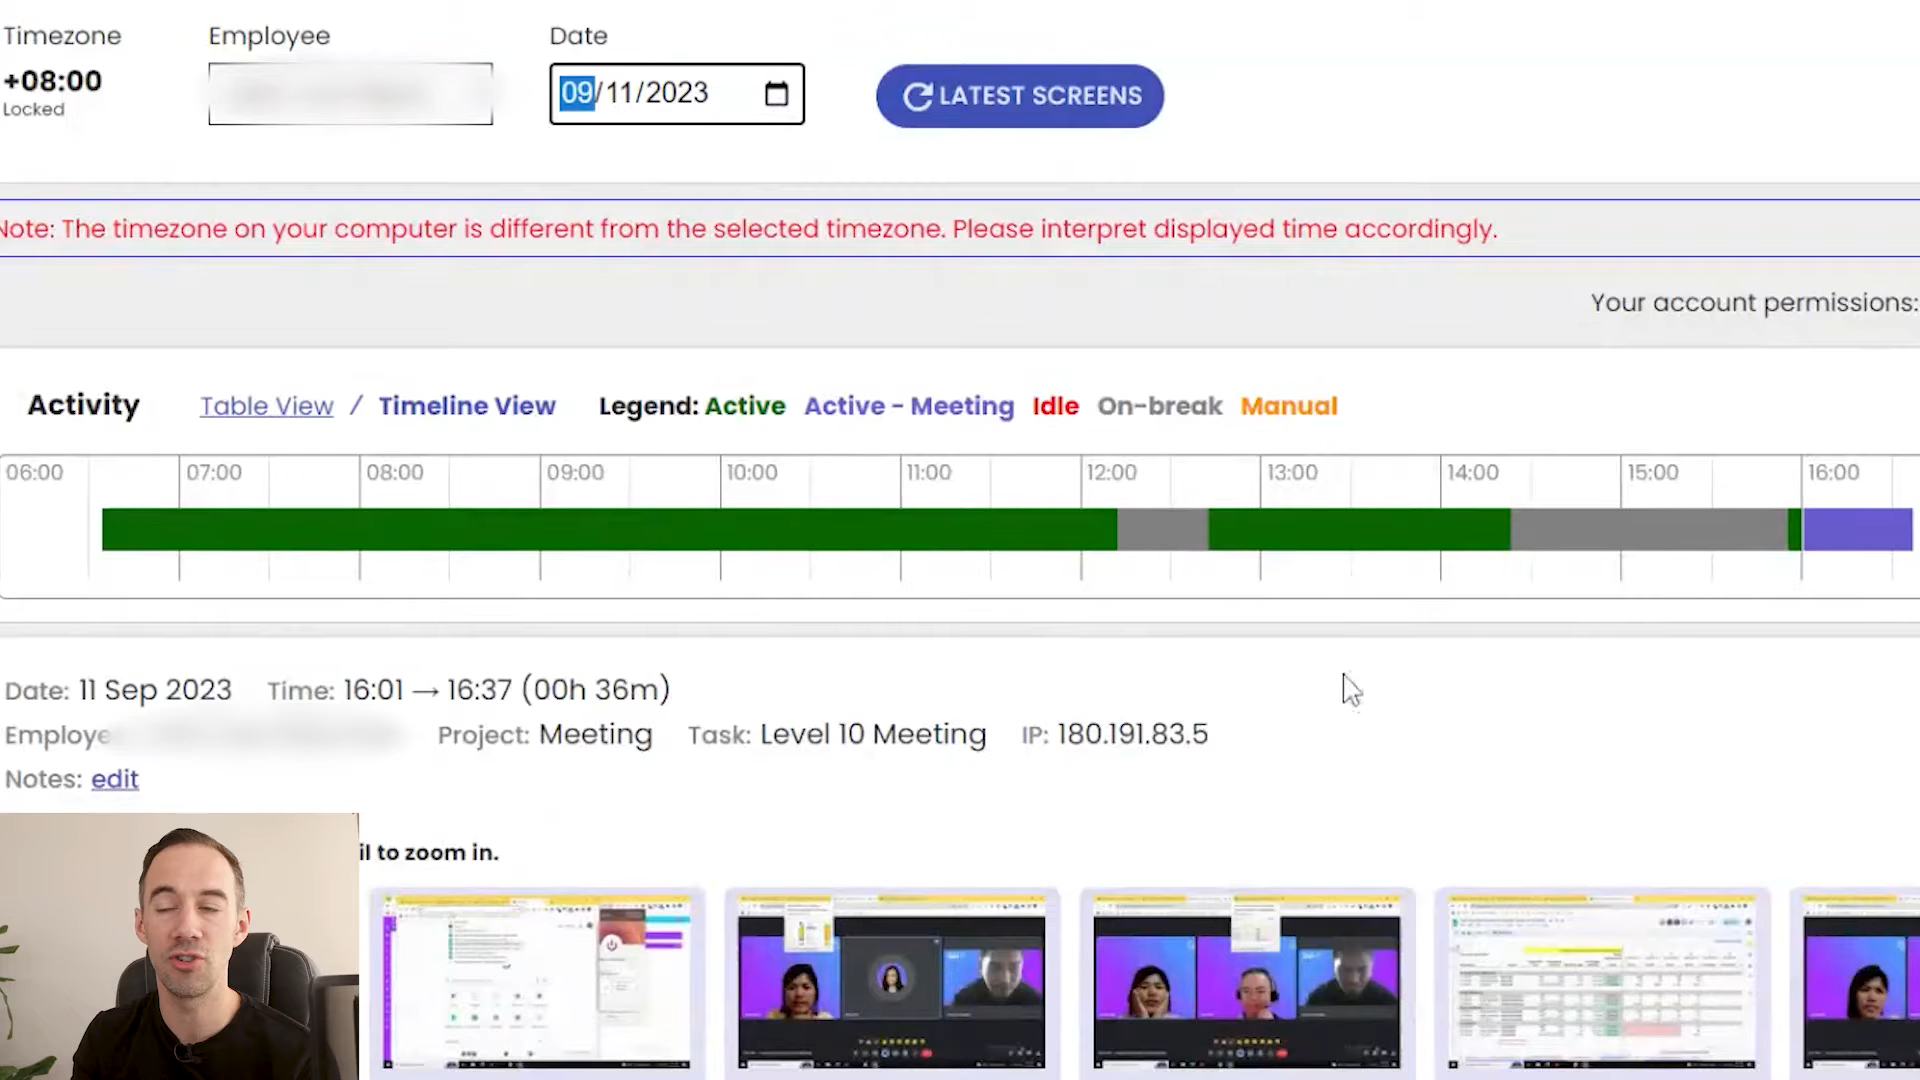 Timezone Employee Date
+08:00
Locked
09/11/2023
LATEST SCREENS
Note: The timezone on your computer is different from the selected timezone. Please interpret displayed time accordingly.
Your account permissions:
Activity Table View / Timeline View Legend: Active Active - Meeting Idle On-break Manual
06:00 07:00 08:00 09:00 10:00 11:00 12:00 13:00 14:00 15:00 16:00
Date: 11 Sep 2023 Time: 16:01 → 16:37 (00h 36m)
Employe Project: Meeting Task: Level 10 Meeting IP: 180.191.83.5
Notes: edit
il to zoom in.